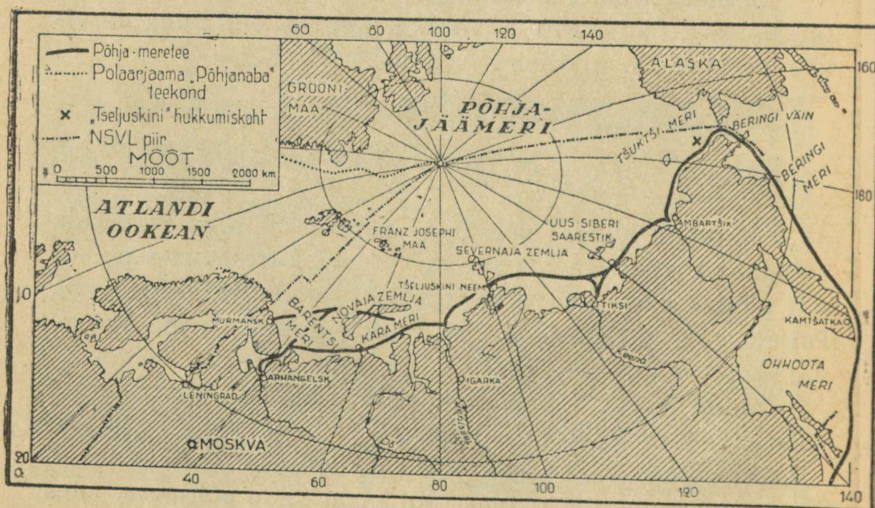 60 80 100 120 140
Põhja-meretee
Polaarjaama „Põhjanaba"
teekond
„Tseljuskini" hukkumiskoht
NSVL piir
MÕÕT
0 500 1000 1500 2000 km
GRÖÖNI-
MAA
PÕHJA-
JÄÄMERI
ALASKA
160
TŠUKTŠI MERI
BERINGI VÄIN
BERINGI
MERI
180
ATLANDI
OOKEAN
FRANZ JOSEPHI
MAA
UUS SIBERI
SAARESTIK
AMBARTŠIK
SEVERNAJA ZEMLJA
TŠELJUSKINI NEEM
TIKSI
NOVAJA ZEMLJA
BARENTSI
MERI
KARA MERI
MURMANSK
KAMTŠATKA
OHHOOTA
MERI
ARHANGELSK
IGARKA
LENINGRAD
MOSKVA
20
40 60 80 100 120 140